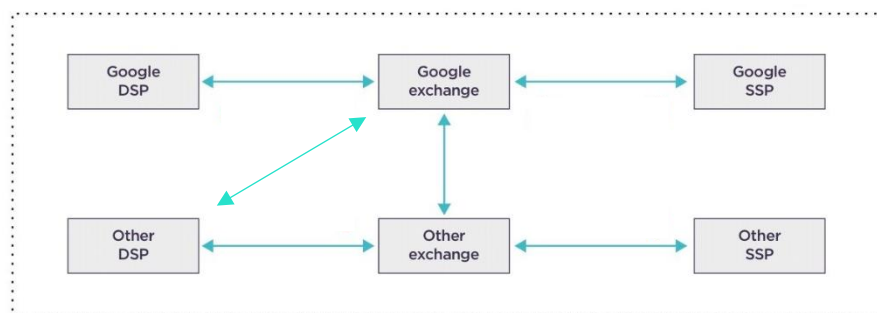 Google
DSP
Google
exchange
Google
SSP
Other
DSP
Other
exchange
Other
SSP